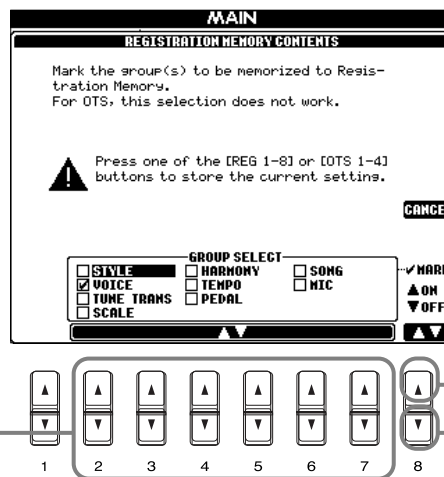 MAIN
REGISTRATION MEMORY CONTENTS
Mark the group(s) to be memorized to Regis-
tration Memory.
For OTS, this selection does not work.
Press one of the [REG 1-8] or [OTS 1-4]
buttons to store the current setting.
GROUP SELECT
STYLE HARMONY SONG
VOICE TEMPO MIC
TUNE TRANS PEDAL
SCALE
ON
1 2 3 4 5 6 7 8